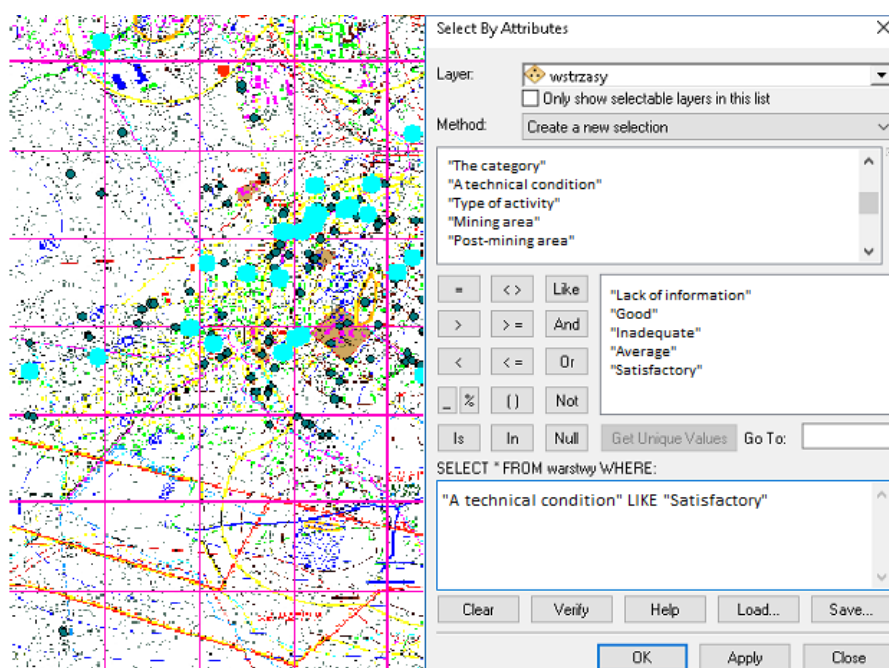 Select By Attributes
Layer: wstrzasy
Only show selectable layers in this list
Method: Create a new selection
"The category"
"A technical condition"
"Type of activity"
"Mining area"
"Post-mining area"
= <> Like
> >= And
< <= Or
_ % () Not
Is In Null Get Unique Values Go To:
"Lack of information"
"Good"
"Inadequate"
"Average"
"Satisfactory"
SELECT * FROM warstwy WHERE:
"A technical condition" LIKE "Satisfactory"
Clear Verify Help Load... Save...
OK Apply Close